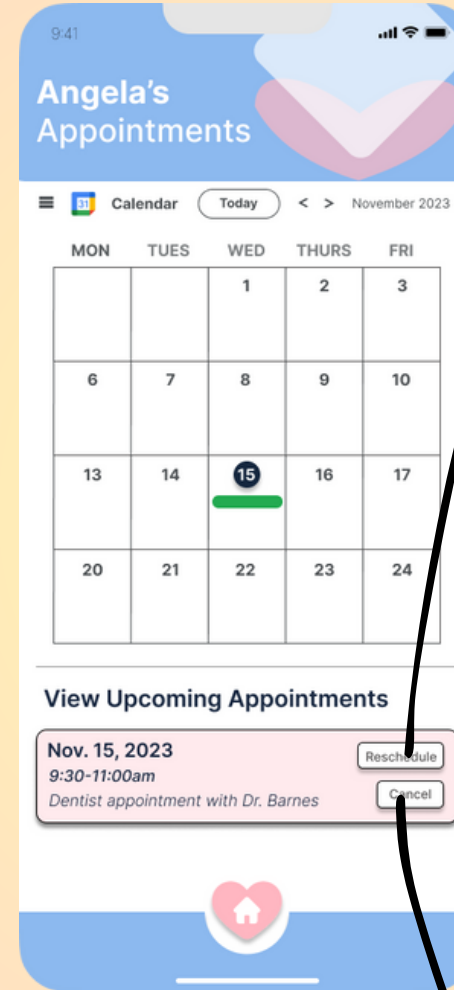 9:41
Angela's
Appointments
31 Calendar Today < > November 2023
MON TUES WED THURS FRI
1 2 3
6 7 8 9 10
13 14 15 16 17
20 21 22 23 24
View Upcoming Appointments
Nov. 15, 2023 Reschedule
9:30-11:00am
Dentist appointment with Dr. Barnes Cancel